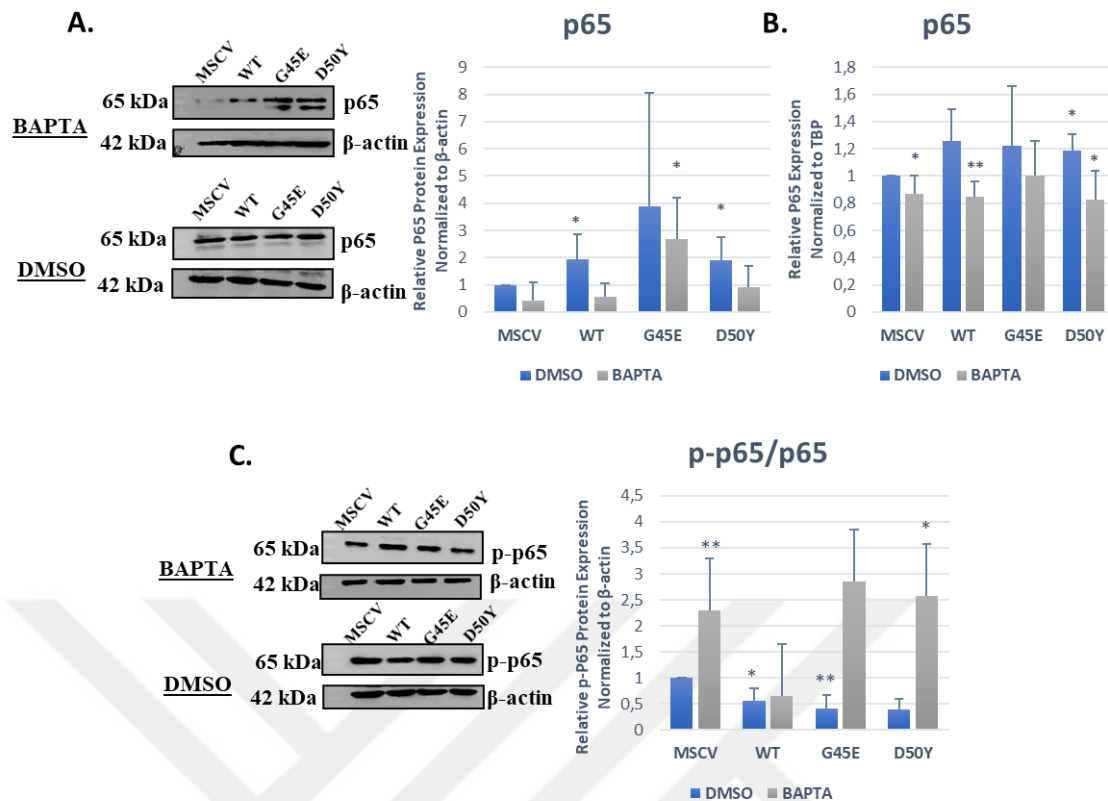 A.
MSCV WT G45E D50Y
BAPTA
65 kDa p65
42 kDa β-actin
MSCV WT G45E D50Y
DMSO
65 kDa p65
42 kDa β-actin
p65
Relative P65 Protein Expression
Normalized to β-actin
9
8
7
6
5
4
3
2
1
0
* * *
MSCV WT G45E D50Y
DMSO BAPTA
B.
p65
Relative P65 Expression
Normalized to TBP
1,8
1,6
1,4
1,2
1
0,8
0,6
0,4
0,2
0
* ** * *
MSCV WT G45E D50Y
DMSO BAPTA
C.
MSCV WT G45E D50Y
BAPTA
65 kDa p-p65
42 kDa β-actin
MSCV WT G45E D50Y
DMSO
65 kDa p-p65
42 kDa β-actin
p-p65/p65
Relative p-P65 Protein Expression
Normalized to β-actin
4,5
4
3,5
3
2,5
2
1,5
1
0,5
0
** * ** *
MSCV WT G45E D50Y
DMSO BAPTA